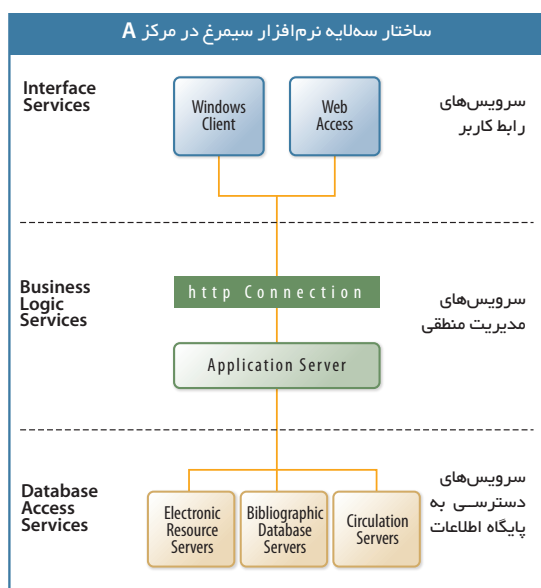 ساختار سه‌لایه نرم‌افزار سیمرغ در مرکز A
Interface
Services
Windows
Client
Web
Access
سرویس‌های
رابط کاربر
Business
Logic
Services
http Connection
Application Server
سرویس‌های
مدیریت منطقی
Database
Access
Services
Electronic
Resource
Servers
Bibliographic
Database
Servers
Circulation
Servers
سرویس‌های
دسترسی به
پایگاه اطلاعات